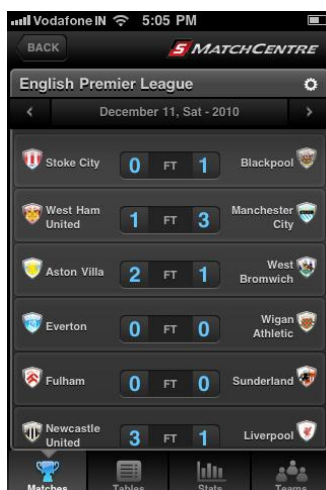 Vodafone IN 5:05 PM
BACK
5 MATCHCENTRE
English Premier League
December 11, Sat - 2010
Stoke City 0 FT 1 Blackpool
West Ham United 1 FT 3 Manchester City
Aston Villa 2 FT 1 West Bromwich
Everton 0 FT 0 Wigan Athletic
Fulham 0 FT 0 Sunderland
Newcastle United 3 FT 1 Liverpool
Matches Tables Stats Teams